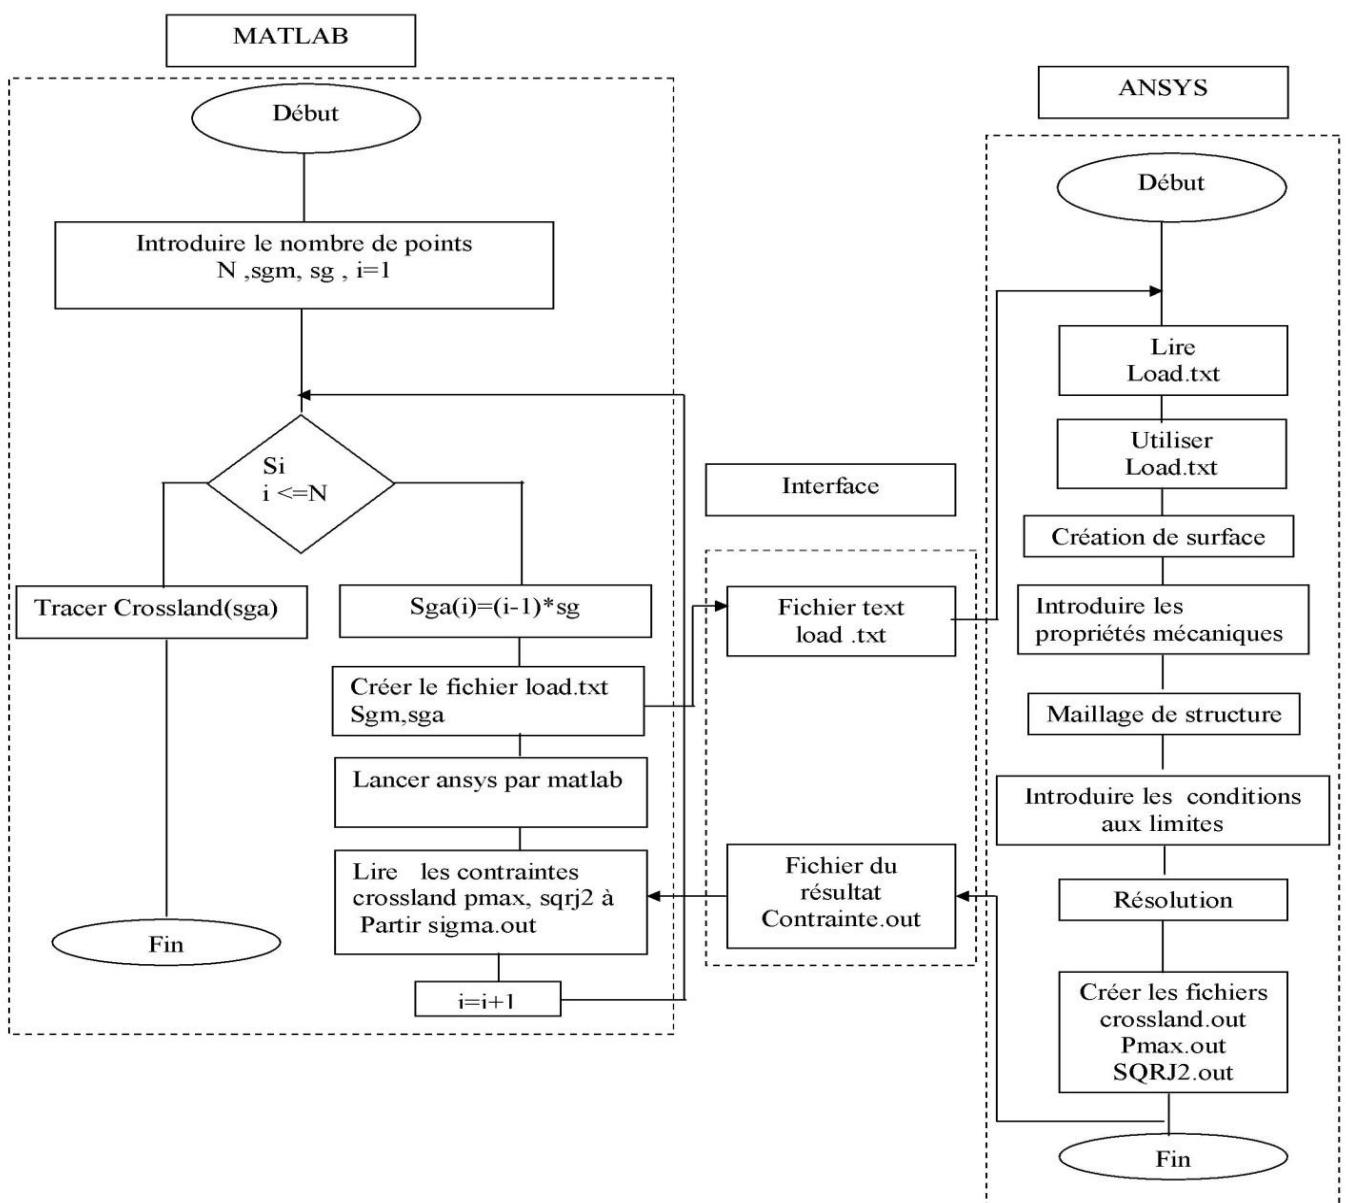 MATLAB
Début
Introduire le nombre de points
N ,sgm, sg , i=1
Si
i <=N
Tracer Crossland(sga)
Fin
Sga(i)=(i-1)*sg
Créer le fichier load.txt
Sgm,sga
Lancer ansys par matlab
Lire les contraintes
crossland pmax, sqrj2 à
Partir sigma.out
i=i+1
Interface
Fichier text
load .txt
Fichier du
résultat
Contrainte.out
ANSYS
Début
Lire
Load.txt
Utiliser
Load.txt
Création de surface
Introduire les
propriétés mécaniques
Maillage de structure
Introduire les conditions
aux limites
Résolution
Créer les fichiers
crossland.out
Pmax.out
SQRJ2.out
Fin